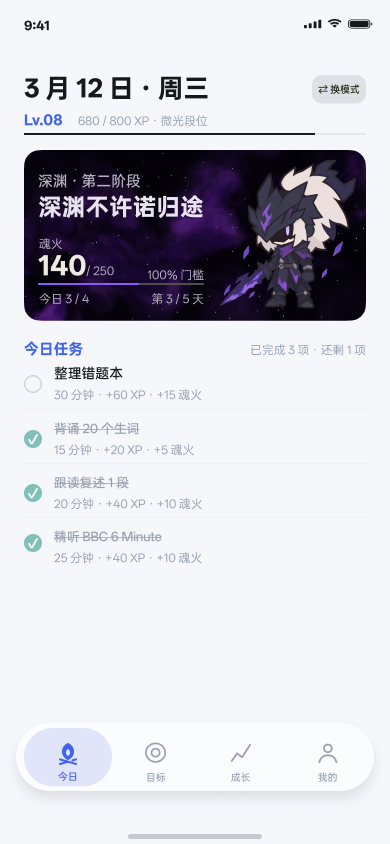 9:41
3 月 12 日 · 周三
换模式
Lv.08 680 / 800 XP · 微光段位
深渊 · 第二阶段
深渊不许诺归途
魂火
140 / 250 100% 门槛
今日 3 / 4 第 3 / 5 天
今日任务 已完成 3 项 · 还剩 1 项
整理错题本
30 分钟 · +60 XP · +15 魂火
背诵 20 个生词
15 分钟 · +20 XP · +5 魂火
跟读复述 1 段
20 分钟 · +40 XP · +10 魂火
精听 BBC 6 Minute
25 分钟 · +40 XP · +10 魂火
今日 目标 成长 我的